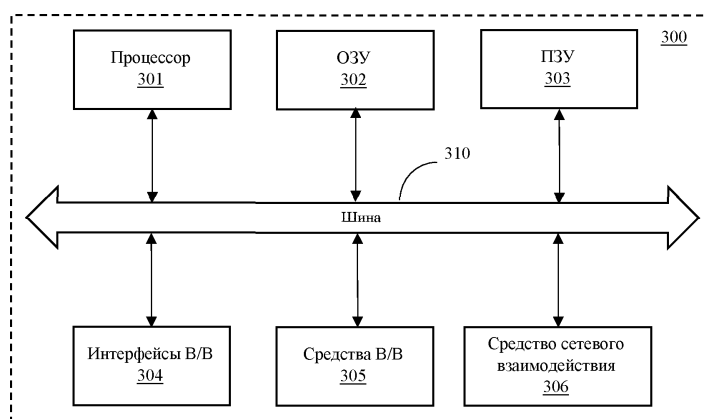 300
Процессор
301
ОЗУ
302
ПЗУ
303
310
Шина
Интерфейсы В/В
304
Средства В/В
305
Средство сетевого
взаимодействия
306